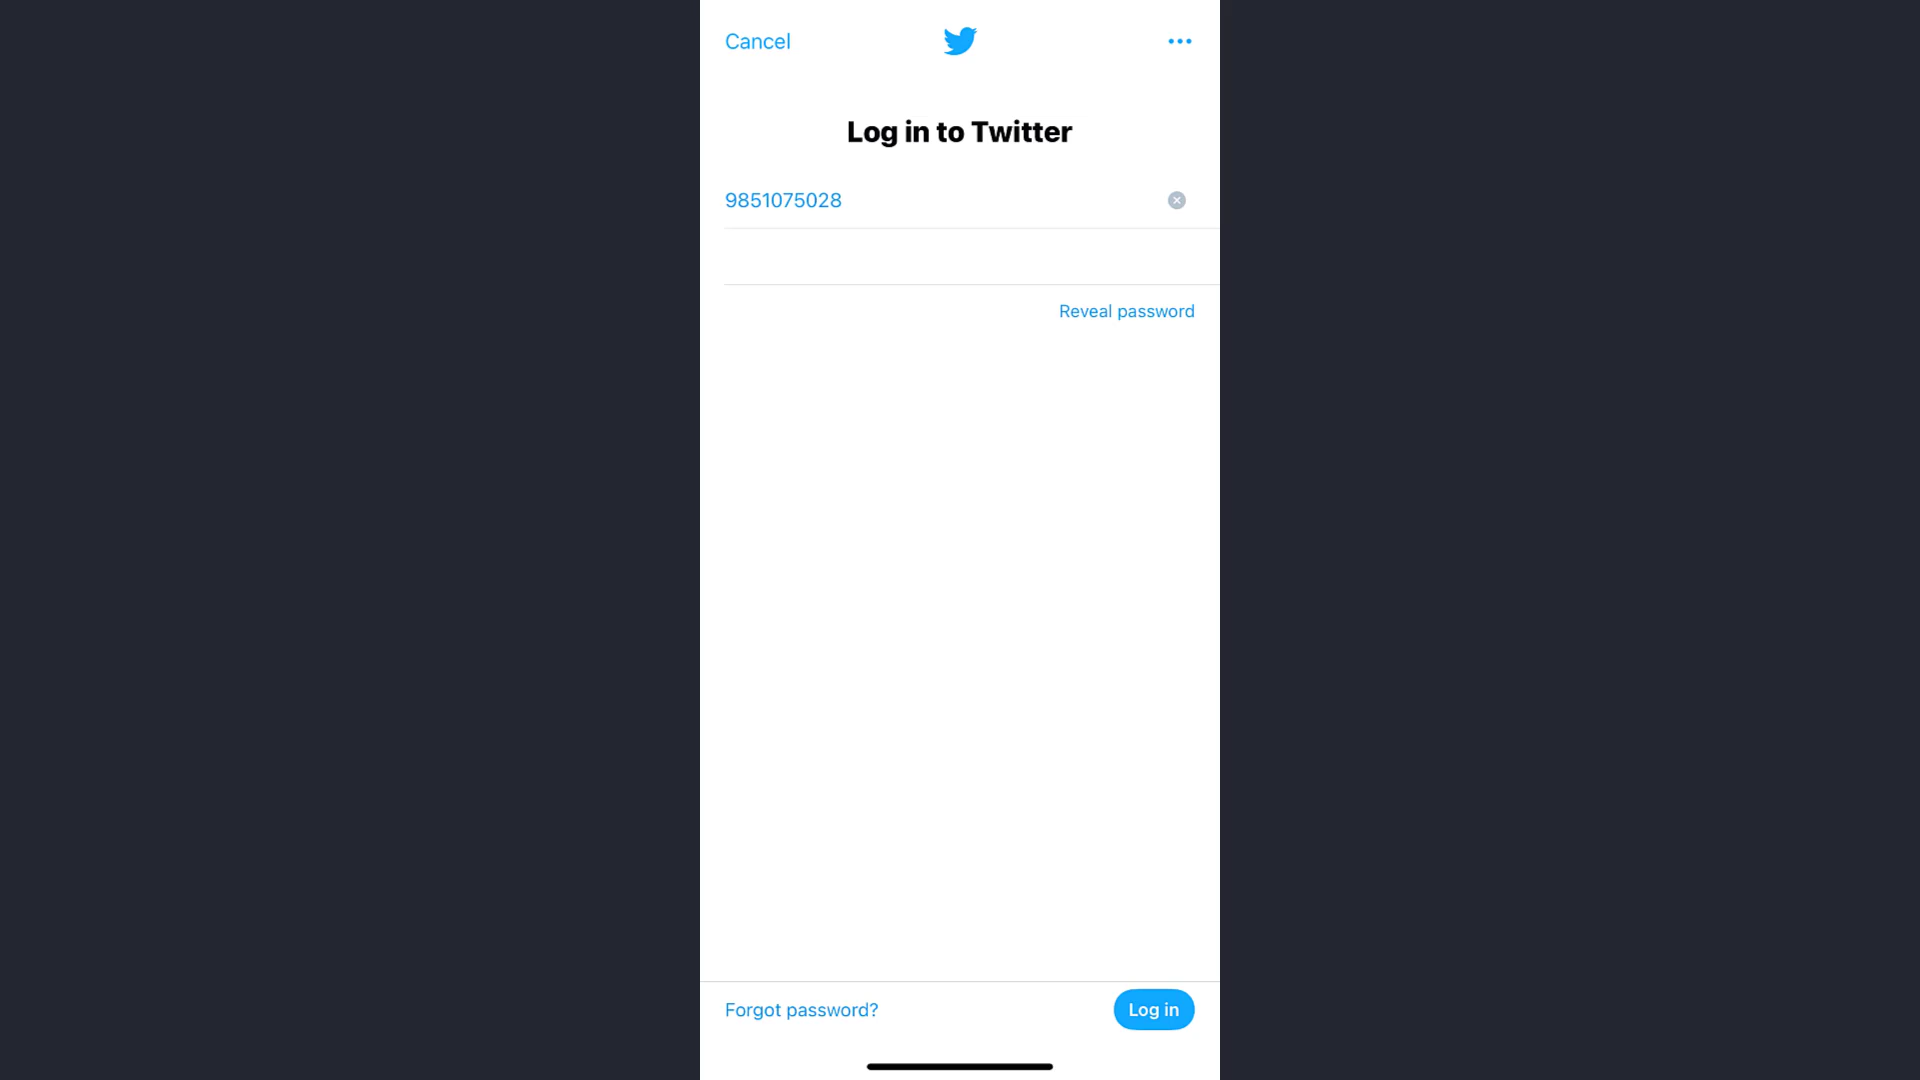 Cancel
Log in to Twitter
9851075028
Reveal password
Forgot password?
Log in